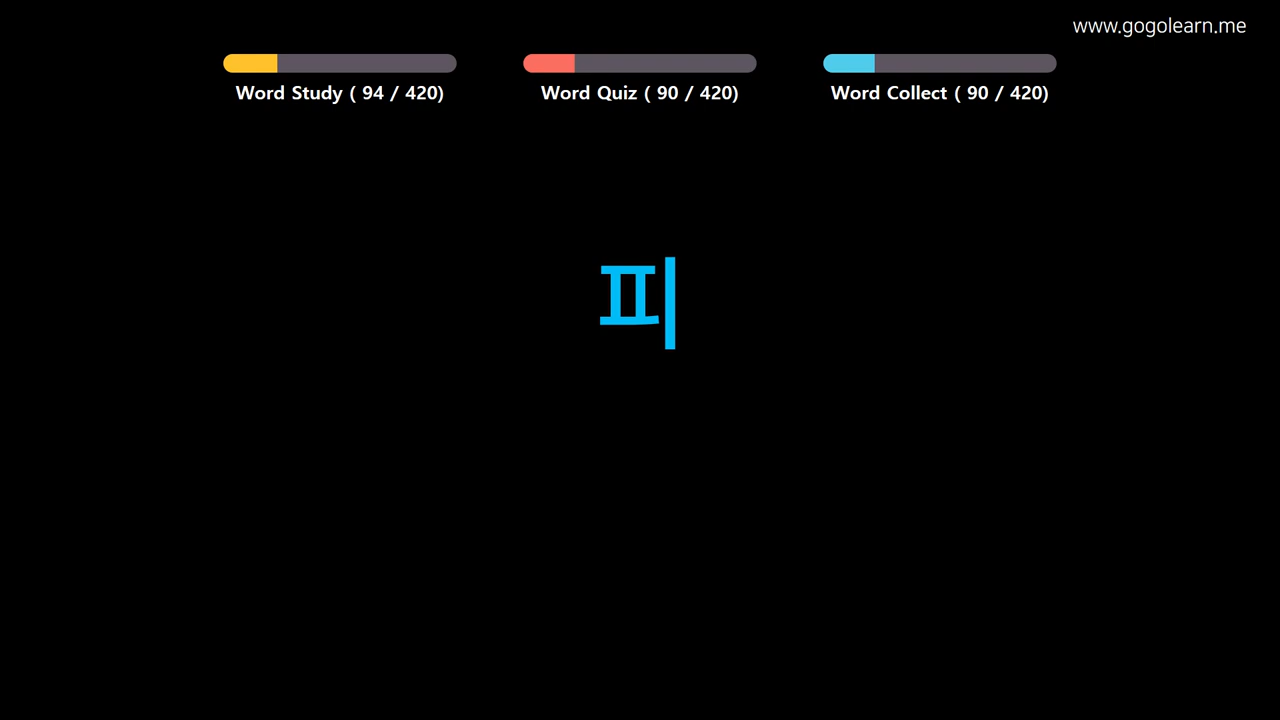 www.gogolearn.me
Word Study ( 94 / 420)
Word Quiz ( 90 / 420)
Word Collect ( 90 / 420)
피